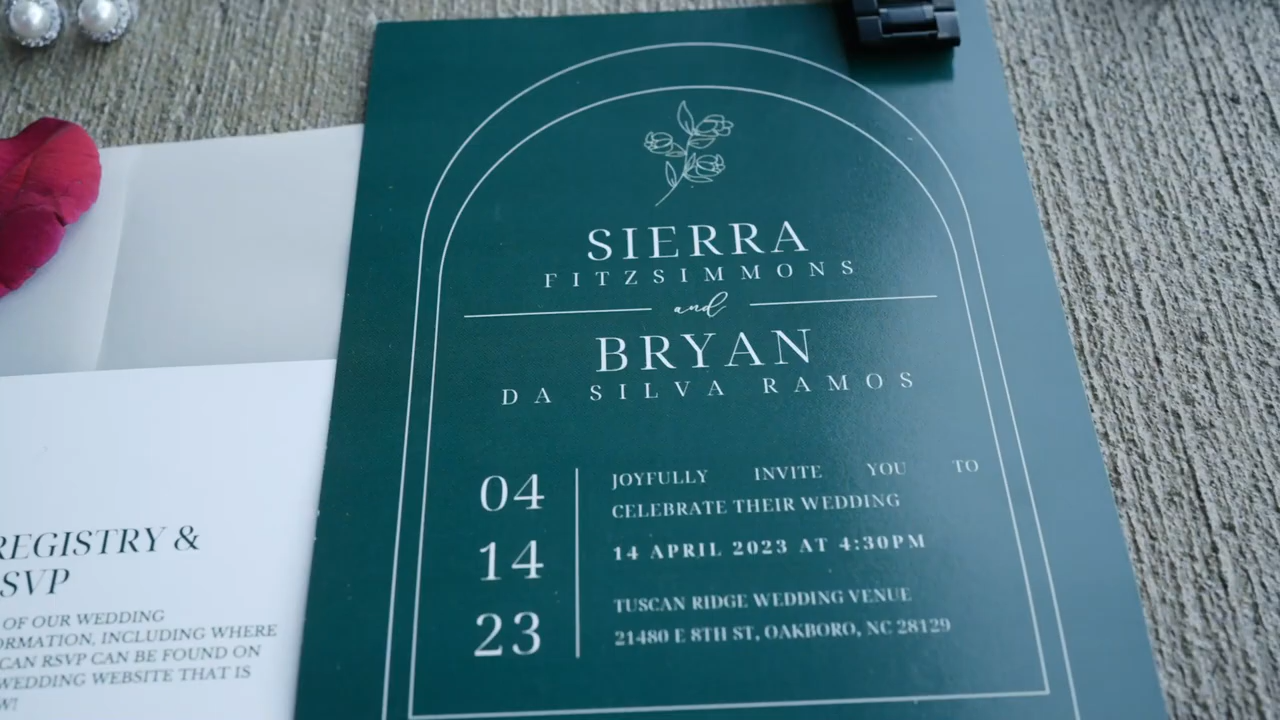 SIERRA
FITZSIMMONS
and
BRYAN
DA SILVA RAMOS
04
14
23
JOYFULLY INVITE YOU TO
CELEBRATE THEIR WEDDING
14 APRIL 2023 AT 4:30PM
TUSCAN RIDGE WEDDING VENUE
21480 E 8TH ST, OAKBORO, NC 28129
REGISTRY &
SVP
OF OUR WEDDING
ORMATION, INCLUDING WHERE
CAN RSVP CAN BE FOUND ON
WEDDING WEBSITE THAT IS
W!